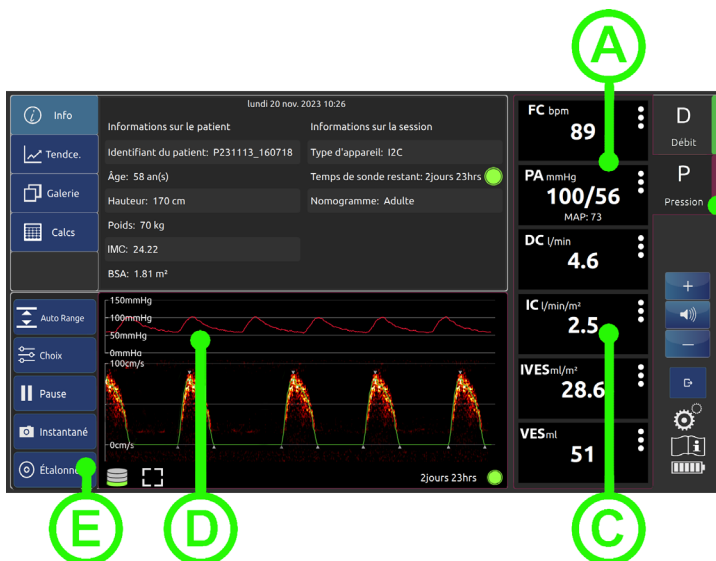 A
lundi 20 nov. 2023 10:26
Info
Tendce.
Galerie
Calcs
Informations sur le patient
Identifiant du patient: P231113_160718
Âge: 58 an(s)
Hauteur: 170 cm
Poids: 70 kg
IMC: 24.22
BSA: 1.81 m²
Informations sur la session
Type d'appareil: I2C
Temps de sonde restant: 2jours 23hrs
Nomogramme: Adulte
FC bpm
89
PA mmHg
100/56
MAP: 73
DC l/min
4.6
IC l/min/m²
2.5
IVES ml/m²
28.6
VES ml
51
D
Débit
P
Pression
+
−
Auto Range
Choix
Pause
Instantané
150mmHg
100mmHg
50mmHg
0mmHg
100cm/s
0cm/s
2jours 23hrs
E
D
C